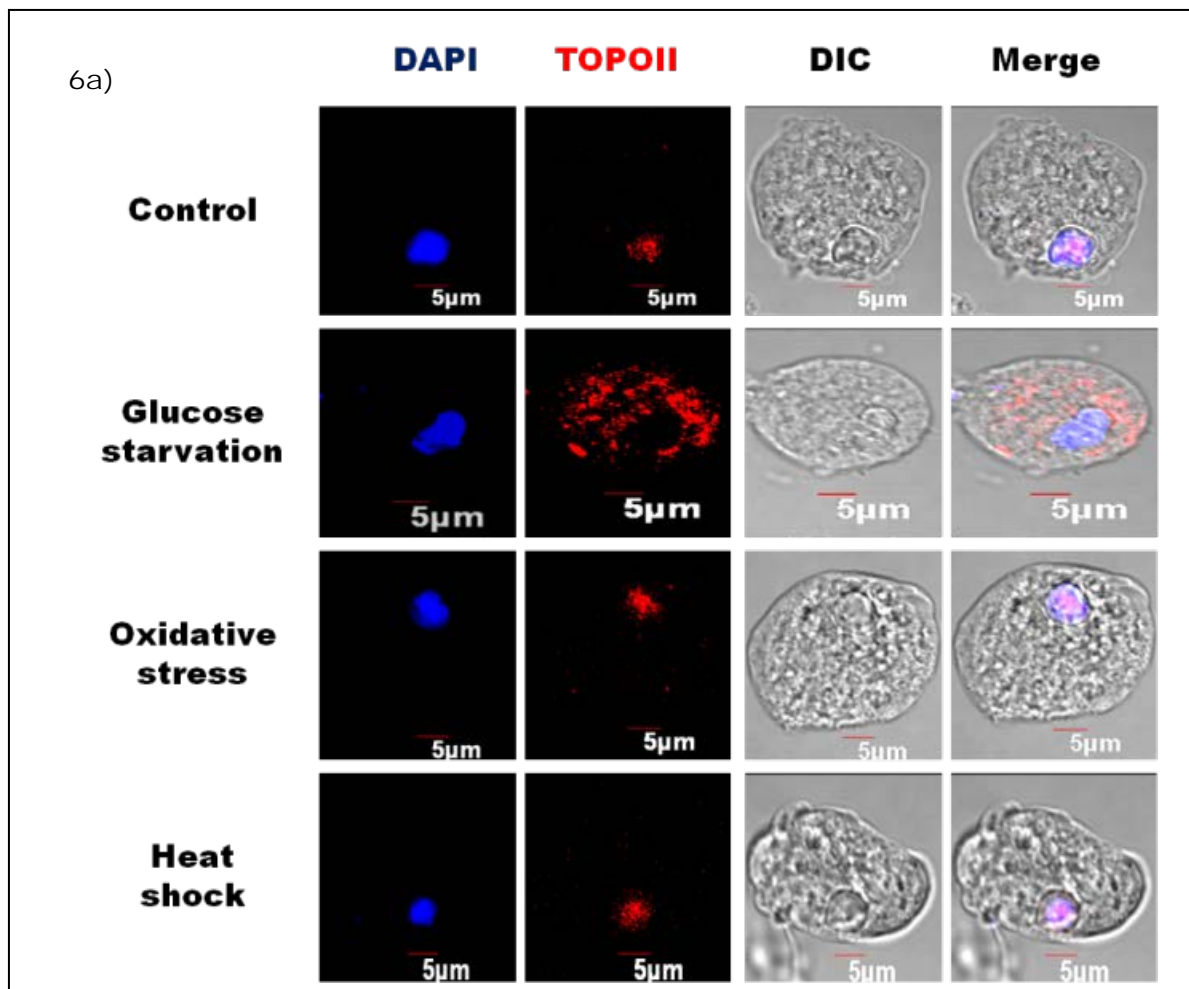 6a)
DAPI TOPOII DIC Merge
Control
5µm 5µm 5µm 5µm
Glucose
starvation
5µm 5µm 5µm 5µm
Oxidative
stress
5µm 5µm 5µm 5µm
Heat
shock
5µm 5µm 5µm 5µm